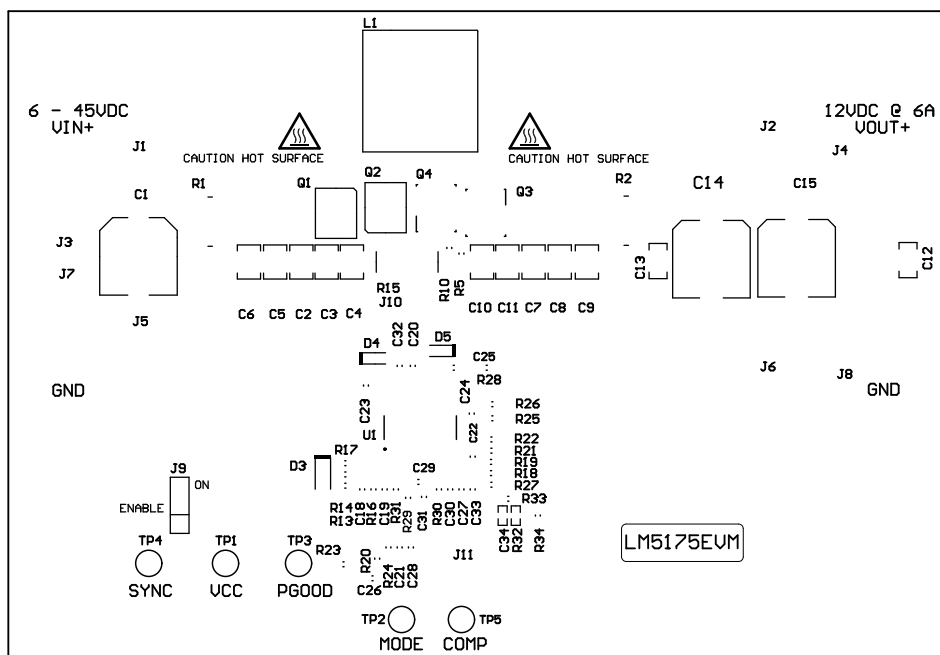 L1
6 - 45VDC
VIN+
12VDC @ 6A
VOUT+
J1
J2
J4
CAUTION HOT SURFACE
CAUTION HOT SURFACE
C1
R1
Q1
Q2
Q4
Q3
R2
C14
C15
J3
J7
C13
C12
R15
J10
R10
R5
C6
C5
C2
C3
C4
C10
C11
C7
C8
C9
J5
C32
C20
D4
D5
C25
R28
J6
J8
GND
GND
C23
C24
R26
R25
U1
C22
R22
R21
R19
R18
R27
R17
D3
C29
J9
ON
ENABLE
R14
R13
C18
R16
C19
R31
R29
C31
R30
C30
C27
C33
R33
C34
R32
R34
LM5175EVM
TP4
TP1
TP3
R23
R20
R24
C21
C28
J11
SYNC
VCC
PGOOD
C26
TP2
TP5
MODE
COMP